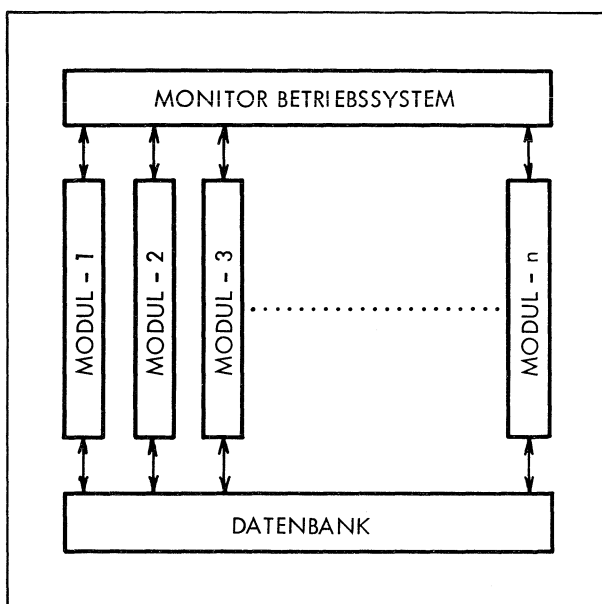 MONITOR BETRIEBSSYSTEM
MODUL - 1
MODUL - 2
MODUL - 3
MODUL - n
DATENBANK